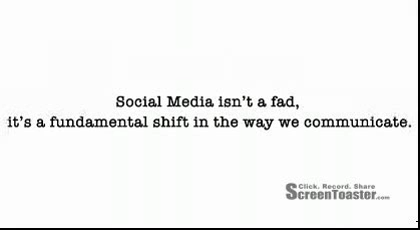 Social Media isn't a fad,
it's a fundamental shift in the way we communicate.
Click. Record. Share
ScreenToaster.com